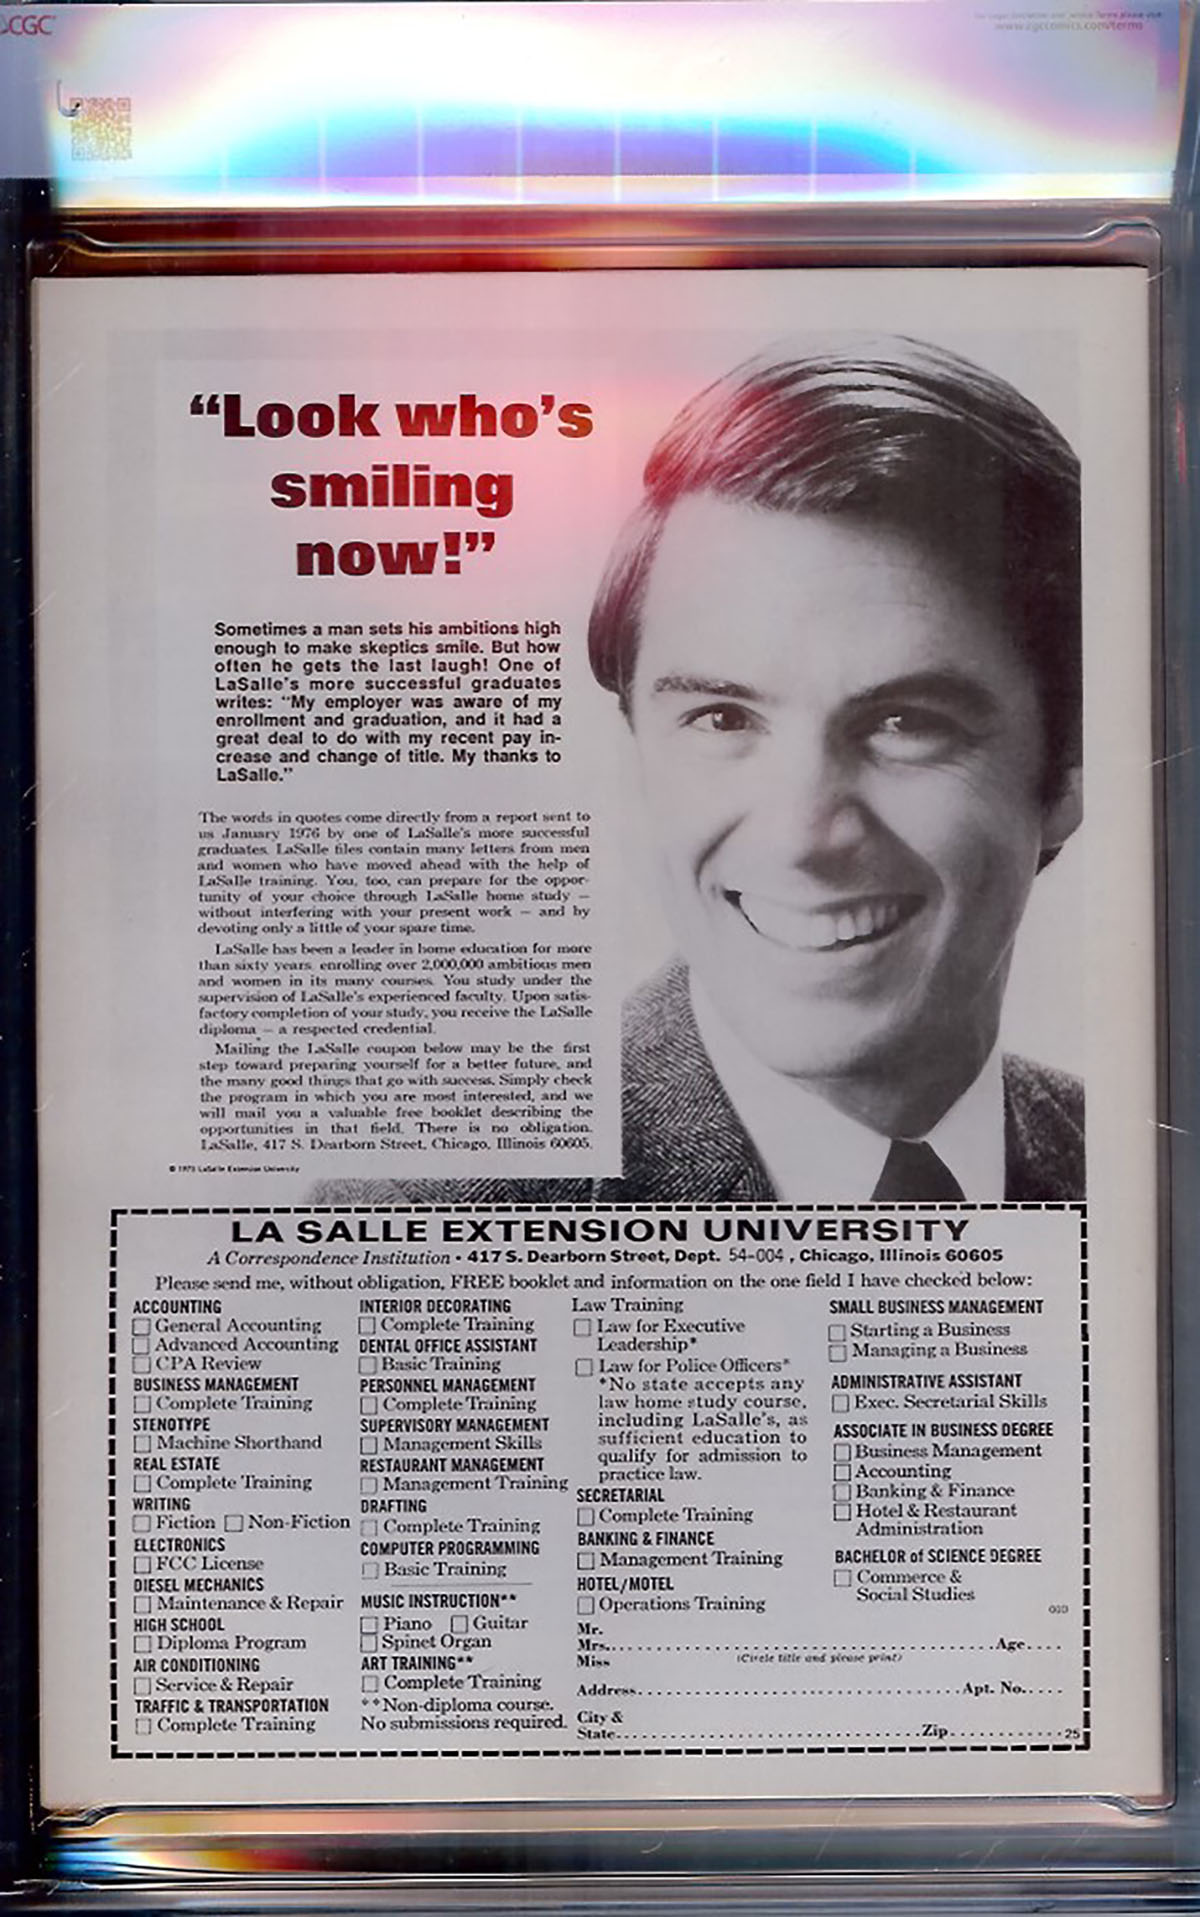 CGC
www.cgccomics.com/terms
“Look who’s
smiling
now!”
Sometimes a man sets his ambitions high
enough to make skeptics smile. But how
often he gets the last laugh! One of
LaSalle’s more successful graduates
writes: “My employer was aware of my
enrollment and graduation, and it had a
great deal to do with my recent pay in-
crease and change of title. My thanks to
LaSalle.”
The words in quotes come directly from a report sent to
us January 1976 by one of LaSalle’s more successful
graduates. LaSalle files contain many letters from men
and women who have moved ahead with the help of
LaSalle training. You, too, can prepare for the oppor-
tunity of your choice through LaSalle home study —
without interfering with your present work — and by
devoting only a little of your spare time.
LaSalle has been a leader in home education for more
than sixty years, enrolling over 2,000,000 ambitious men
and women in its many courses. You study under the
supervision of LaSalle’s experienced faculty. Upon satis-
factory completion of your study, you receive the LaSalle
diploma — a respected credential.
Mailing the LaSalle coupon below may be the first
step toward preparing yourself for a better future, and
the many good things that go with success. Simply check
the program in which you are most interested, and we
will mail you a valuable free booklet describing the
opportunities in that field. There is no obligation.
LaSalle, 417 S. Dearborn Street, Chicago, Illinois 60605.
© LaSalle Extension University
LA SALLE EXTENSION UNIVERSITY
A Correspondence Institution • 417 S. Dearborn Street, Dept. 54-004 , Chicago, Illinois 60605
Please send me, without obligation, FREE booklet and information on the one field I have checked below:
ACCOUNTING
General Accounting
Advanced Accounting
CPA Review
BUSINESS MANAGEMENT
Complete Training
STENOTYPE
Machine Shorthand
REAL ESTATE
Complete Training
WRITING
Fiction Non-Fiction
ELECTRONICS
FCC License
DIESEL MECHANICS
Maintenance & Repair
HIGH SCHOOL
Diploma Program
AIR CONDITIONING
Service & Repair
TRAFFIC & TRANSPORTATION
Complete Training
INTERIOR DECORATING
Complete Training
DENTAL OFFICE ASSISTANT
Basic Training
PERSONNEL MANAGEMENT
Complete Training
SUPERVISORY MANAGEMENT
Management Skills
RESTAURANT MANAGEMENT
Management Training
DRAFTING
Complete Training
COMPUTER PROGRAMMING
Basic Training
MUSIC INSTRUCTION**
Piano Guitar
Spinet Organ
ART TRAINING**
Complete Training
**Non-diploma course.
No submissions required.
Law Training
Law for Executive
Leadership*
Law for Police Officers*
*No state accepts any
law home study course,
including LaSalle’s, as
sufficient education to
qualify for admission to
practice law.
SECRETARIAL
Complete Training
BANKING & FINANCE
Management Training
HOTEL/MOTEL
Operations Training
SMALL BUSINESS MANAGEMENT
Starting a Business
Managing a Business
ADMINISTRATIVE ASSISTANT
Exec. Secretarial Skills
ASSOCIATE IN BUSINESS DEGREE
Business Management
Accounting
Banking & Finance
Hotel & Restaurant
Administration
BACHELOR of SCIENCE DEGREE
Commerce &
Social Studies
Mr.
Mrs.......Age....
Miss (Circle title and please print)
Address.......Apt. No.....
City &
State.......Zip.......25